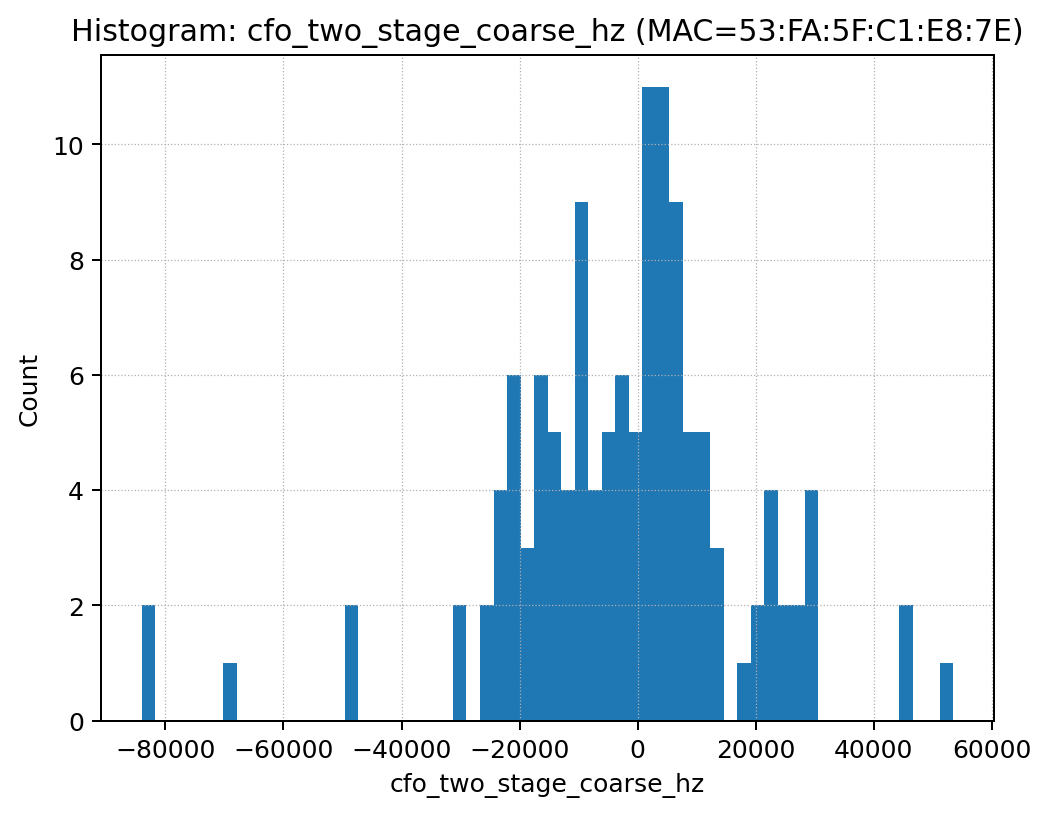 Histogram: cfo_two_stage_coarse_hz (MAC=53:FA:5F:C1:E8:7E)
10
8
6
4
2
0
Count
−80000 −60000 −40000 −20000 0 20000 40000 60000
cfo_two_stage_coarse_hz